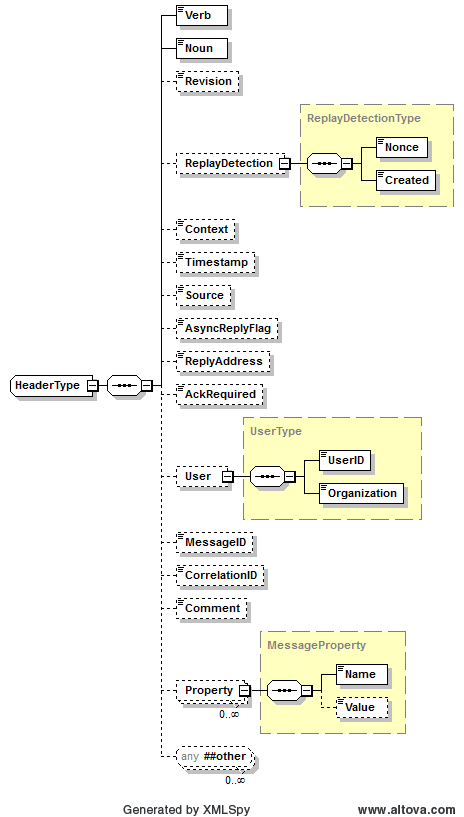 Verb
Noun
Revision
ReplayDetectionType
Nonce
ReplayDetection
Created
Context
Timestamp
Source
AsyncReplyFlag
ReplyAddress
HeaderType
AckRequired
UserType
UserID
User
Organization
MessageID
CorrelationID
Comment
MessageProperty
Name
Property
Value
0..∞
any ##other
0..∞
Generated by XMLSpy www.altova.com